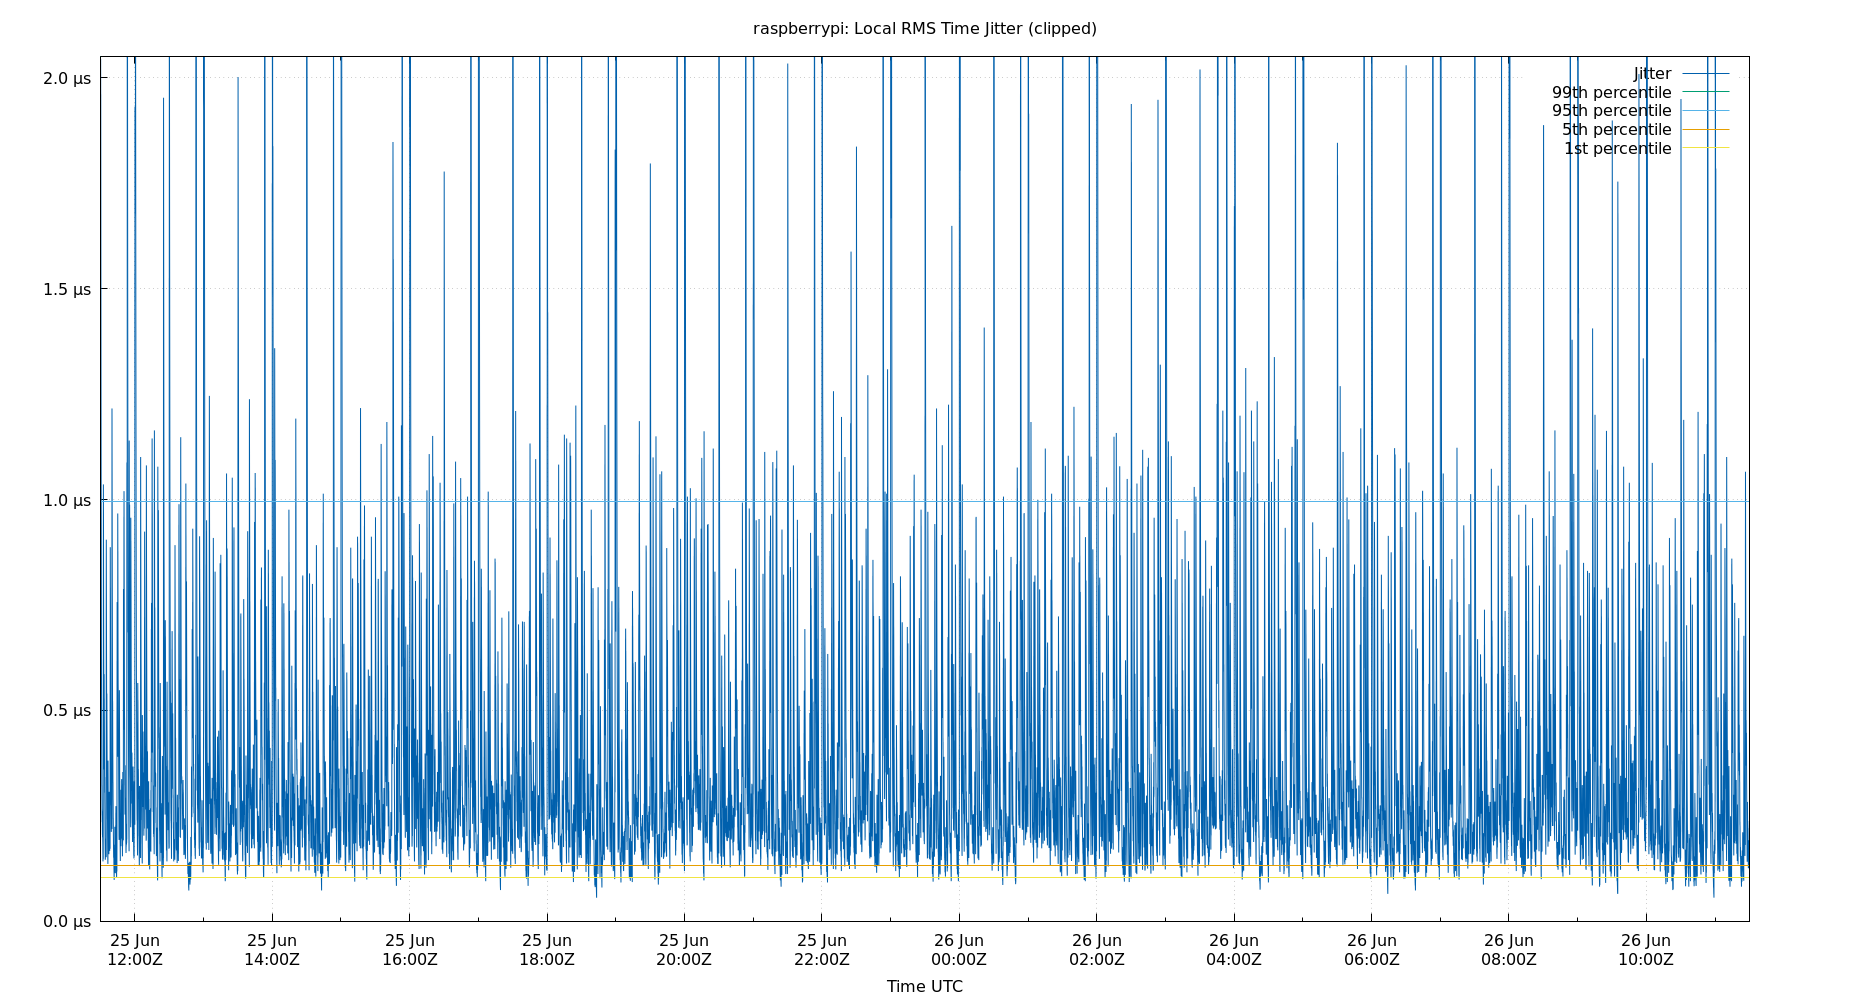 raspberrypi: Local RMS Time Jitter (clipped)
2.0 µs
1.5 µs
1.0 µs
0.5 µs
0.0 µs
Jitter
99th percentile
95th percentile
5th percentile
1st percentile
25 Jun 25 Jun 25 Jun 25 Jun 25 Jun 25 Jun 26 Jun 26 Jun 26 Jun 26 Jun 26 Jun 26 Jun
12:00Z 14:00Z 16:00Z 18:00Z 20:00Z 22:00Z 00:00Z 02:00Z 04:00Z 06:00Z 08:00Z 10:00Z
Time UTC